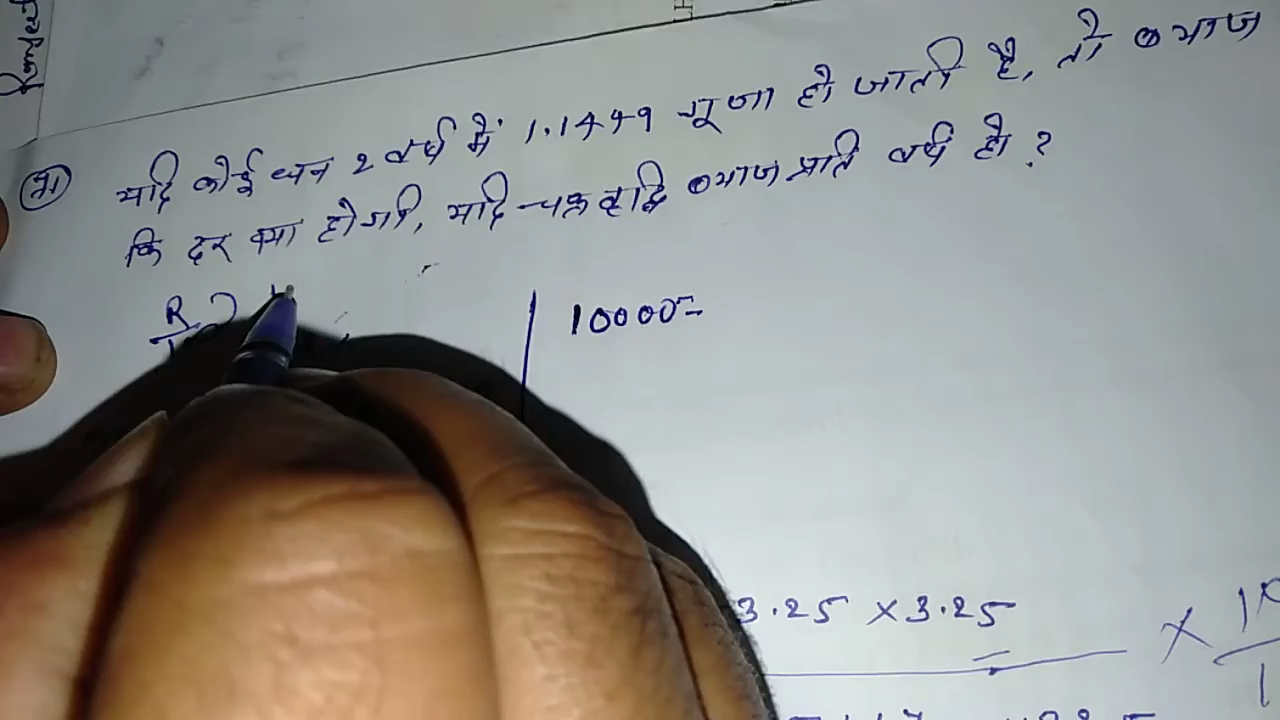 यदि कोई धन 2 वर्ष में 1.1449 गूना हो जाती है, तो ब्याज
कि दर क्या होगी, यदि चक्रवृद्धि ब्याज प्रति वर्ष हो ?
R
10000
3.25 × 3.25
×